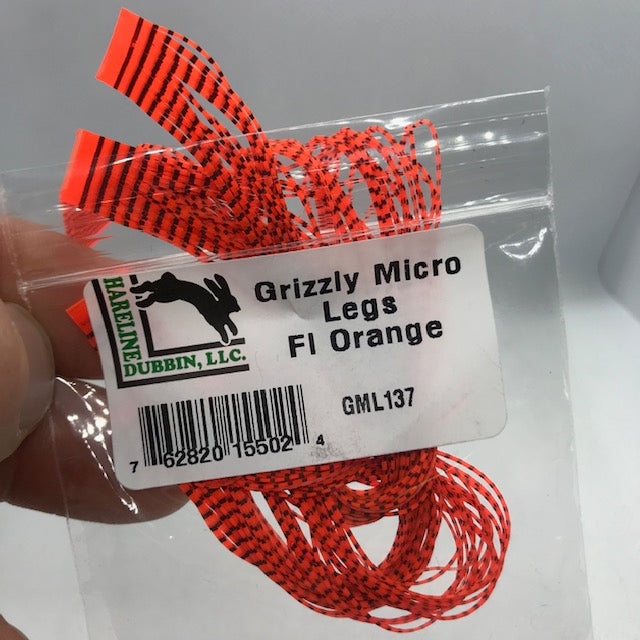 HARELINE
DUBBIN, LLC.
Grizzly Micro
Legs
Fl Orange
GML137
7 62820 15502 4